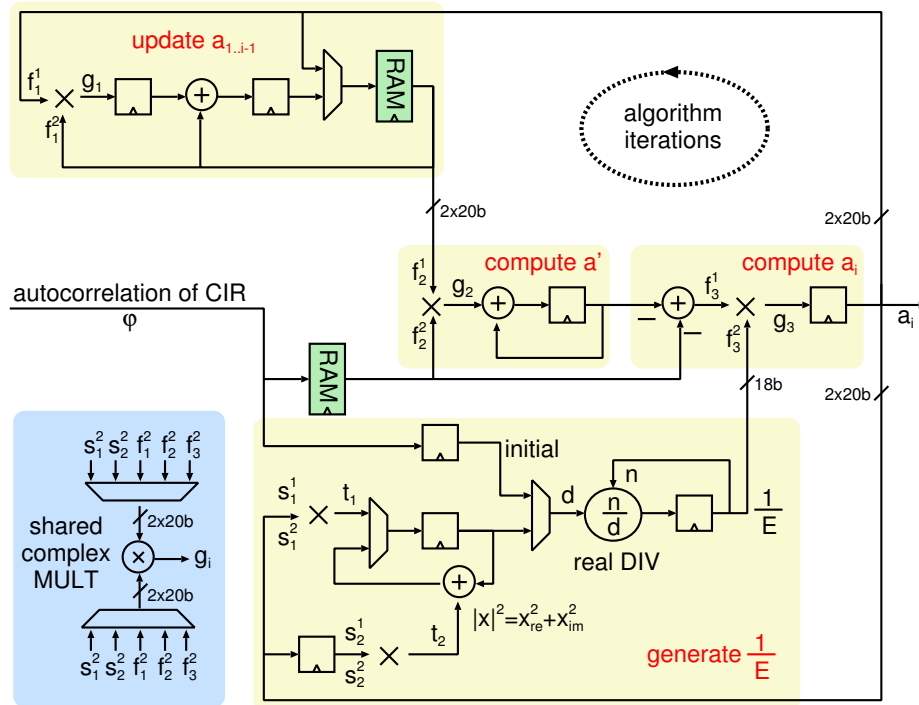 update a₁..ᵢ₋₁
f₁¹
g₁
f₁²
RAM
algorithm
iterations
2x20b
2x20b
compute a'
compute aᵢ
f₂¹
g₂
f₂²
f₃¹
f₃²
g₃
aᵢ
autocorrelation of CIR
φ
RAM
18b
2x20b
s₁² s₂² f₁² f₂² f₃²
2x20b
shared
complex
MULT
gᵢ
2x20b
s₁² s₂² f₁² f₂² f₃²
initial
s₁¹
s₁²
t₁
d
n
n/d
1/E
real DIV
|x|²=x²re+x²im
s₂¹
s₂²
t₂
generate 1/E